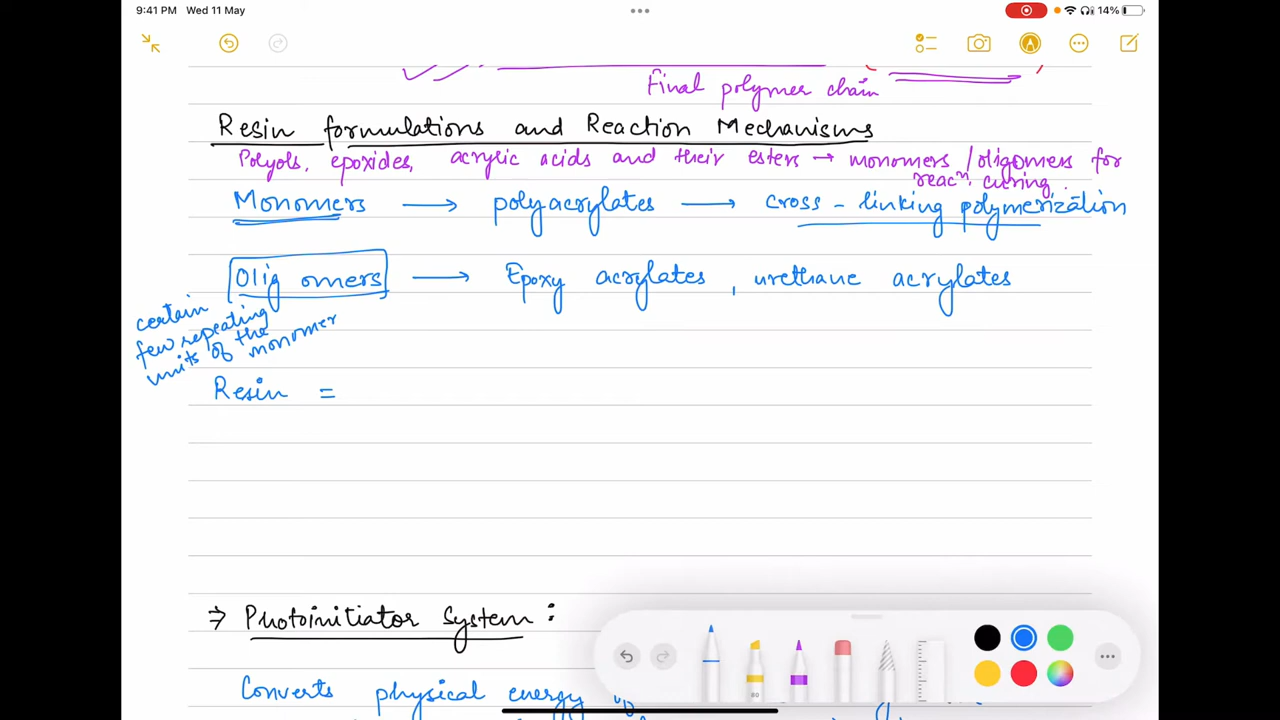 9:41 PM Wed 11 May
14%
Final polymer chain
Resin formulations and Reaction Mechanisms
Polyols, epoxides, acrylic acids and their esters → monomers/oligomers for
reacⁿ. curing.
Monomers → polyacrylates → cross-linking polymerization
Oligomers → Epoxy acrylates, urethane acrylates
certain
few repeating
units of the
monomer
Resin =
⇒ Photoinitiator System:
80
Converts physical energy of